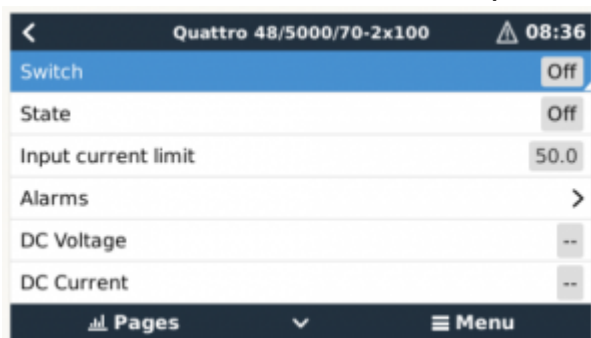 Quattro 48/5000/70-2x100 08:36
Switch Off
State Off
Input current limit 50.0
Alarms
DC Voltage --
DC Current --
Pages Menu